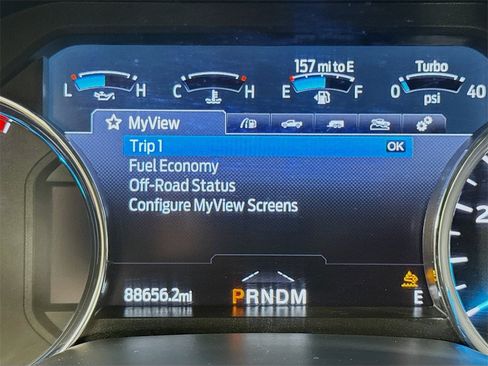 157 mi to E Turbo
L H C H E F 0 40
psi
MyView
Trip 1 OK
Fuel Economy
Off-Road Status
Configure MyView Screens
2
88656.2mi PRNDM E